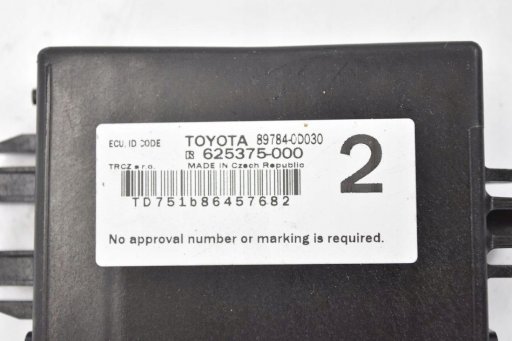 ECU, ID CODE TOYOTA 89784-0D030
625375-000
TRCZ s.r.o. MADE IN Czech Republic
2
TD751b86457682
No approval number or marking is required.